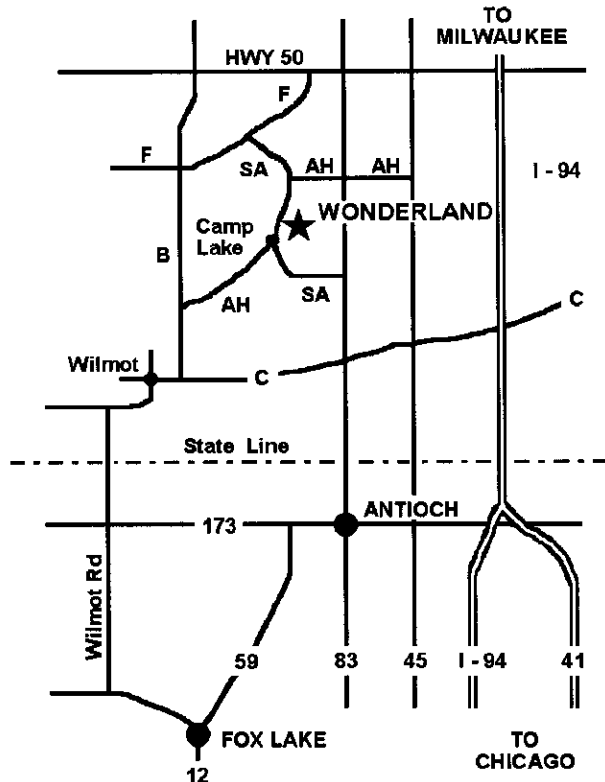 TO
MILWAUKEE
HWY 50
F
F
SA
AH
AH
I - 94
WONDERLAND
Camp
Lake
B
AH
SA
C
Wilmot
C
State Line
ANTIOCH
173
Wilmot Rd
59
83
45
I - 94
41
FOX LAKE
TO
CHICAGO
12